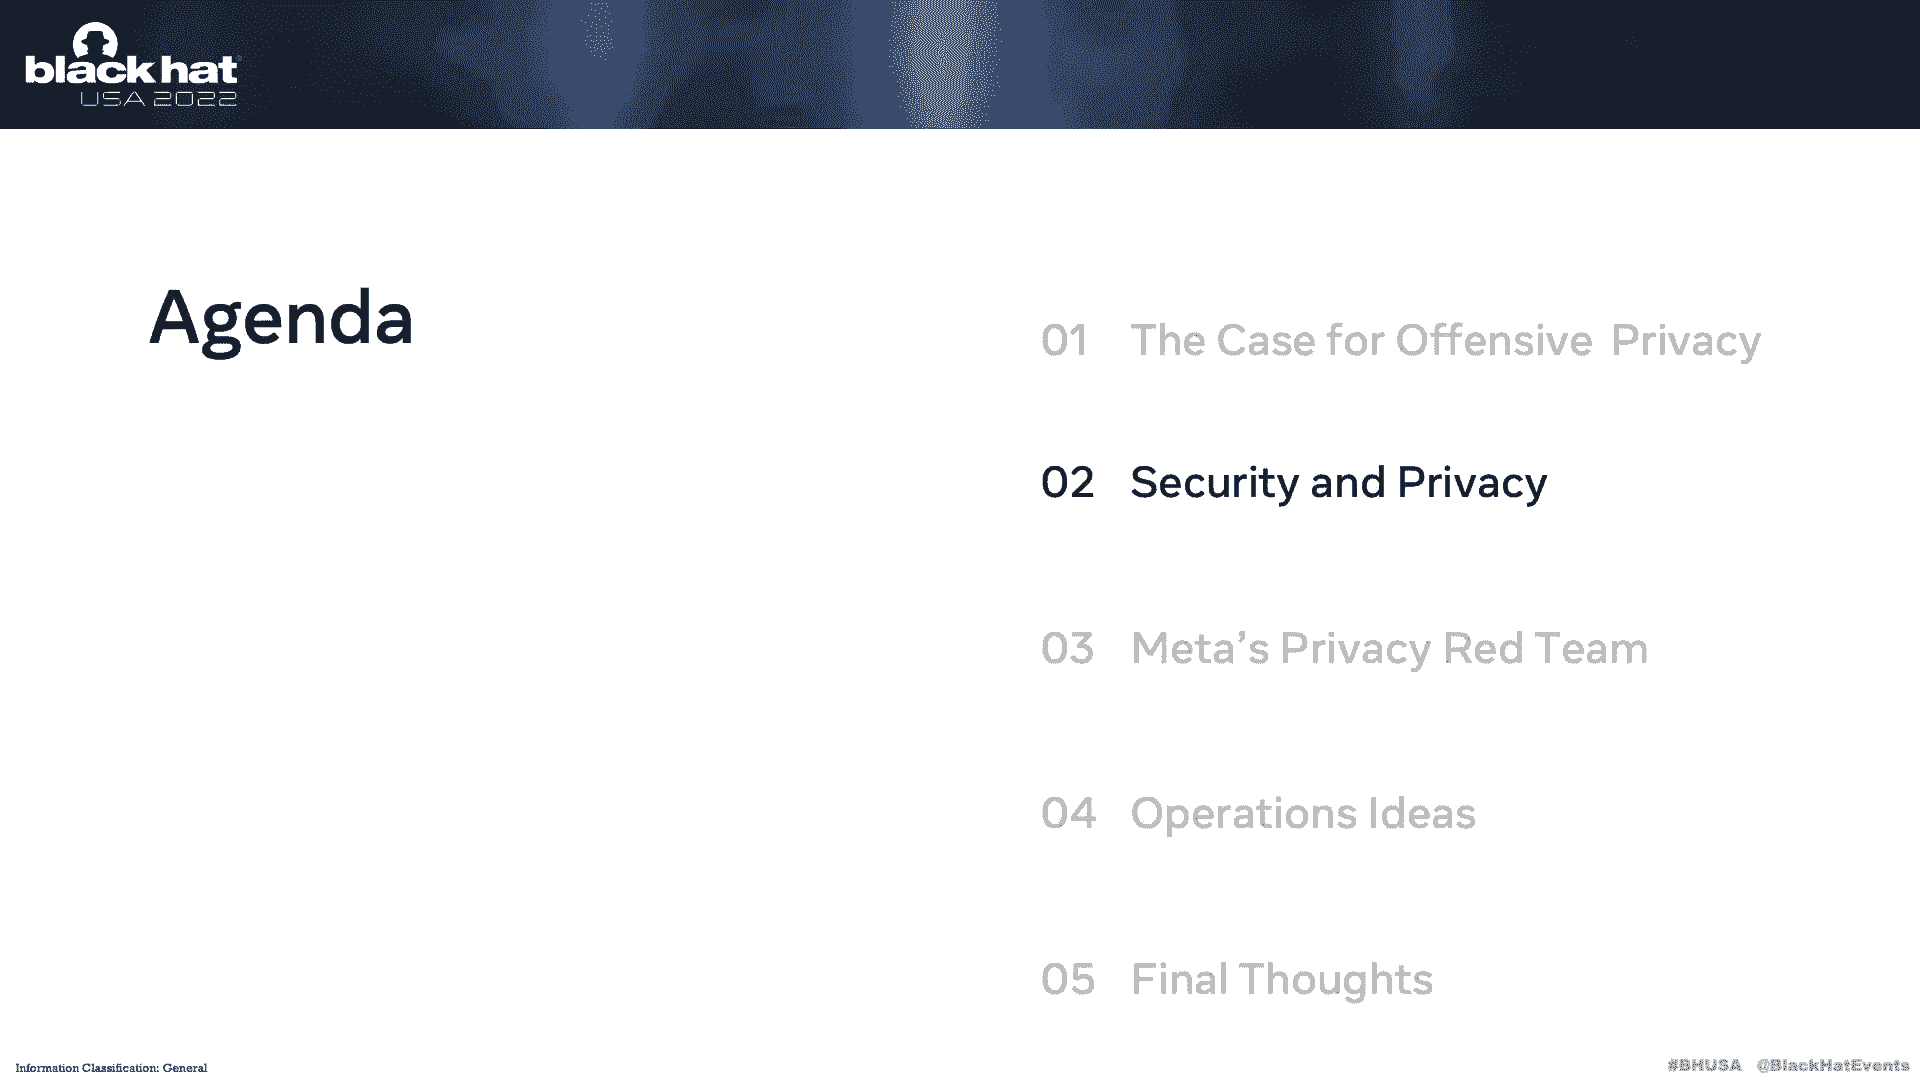 black hat
USA 2022
Agenda
01 The Case for Offensive Privacy
02 Security and Privacy
03 Meta’s Privacy Red Team
04 Operations Ideas
05 Final Thoughts
Information Classification: General
#BHUSA @BlackHatEvents